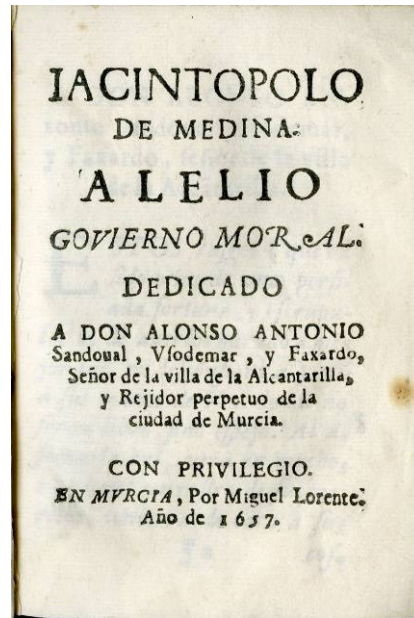 IACINTOPOLO
DE MEDINA.
A LELIO
GOVIERNO MORAL.
DEDICADO
A DON ALONSO ANTONIO
Sandoual, Vsodemar, y Faxardo,
Señor de la villa de la Alcantarilla,
y Rejidor perpetuo de la
ciudad de Murcia.
CON PRIVILEGIO.
EN MVRCIA, Por Miguel Lorente.
Año de 1657.